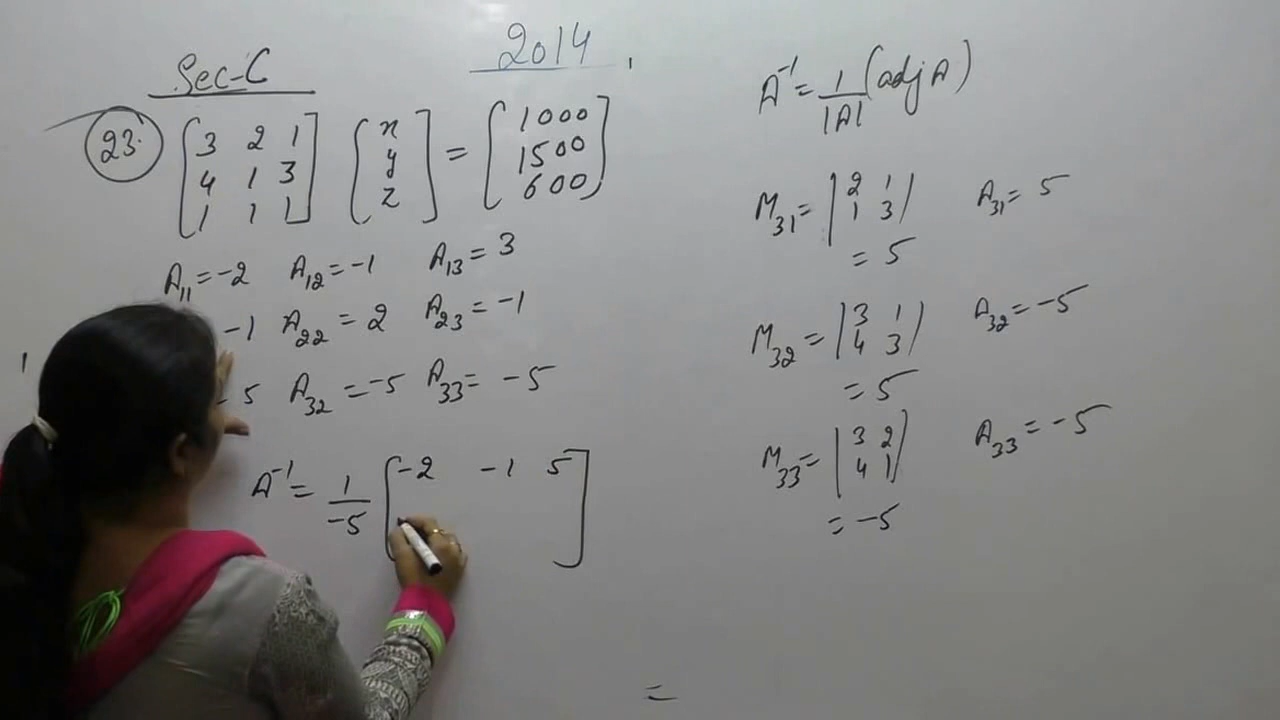 Sec-C
2014
23. [3 2 1 [x = [1000
4 1 3 y 1500
1 1 1] z] 600]
A₁₁ = -2 A₁₂ = -1 A₁₃ = 3
-1 A₂₂ = 2 A₂₃ = -1
5 A₃₂ = -5 A₃₃ = -5
A⁻¹ = 1/-5 [-2 -1 5]
A⁻¹ = 1/|A| (adj A)
M₃₁ = |2 1 A₃₁ = 5
1 3|
= 5
M₃₂ = |3 1 A₃₂ = -5
4 3|
= 5
M₃₃ = |3 2 A₃₃ = -5
4 1|
= -5
=